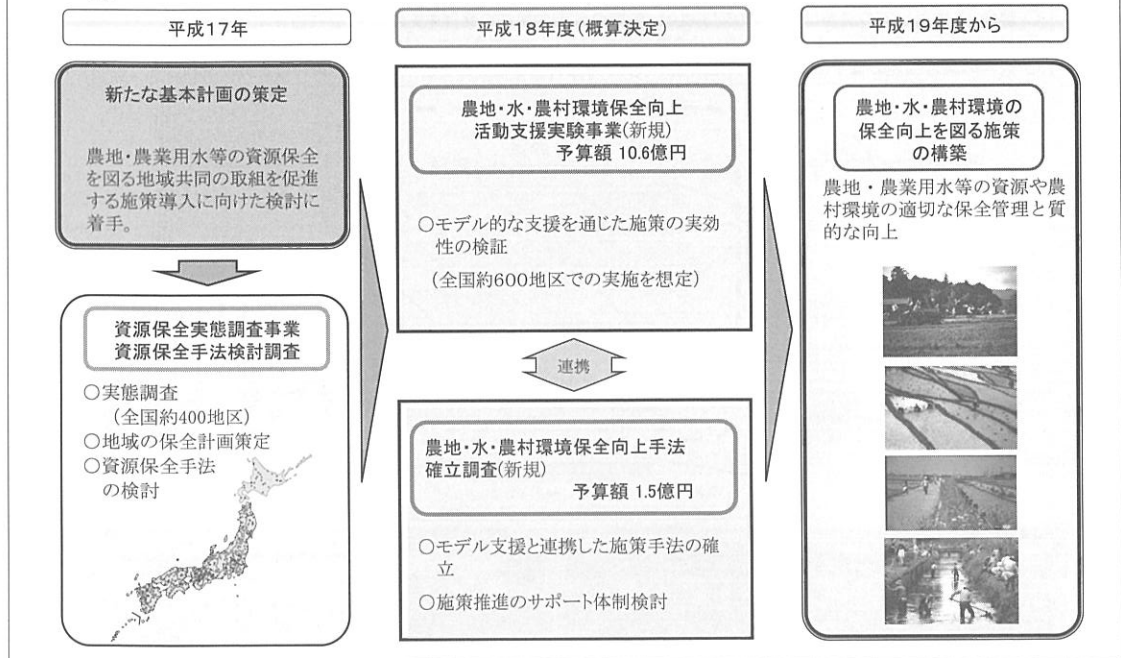 平成17年
新たな基本計画の策定
農地・農業用水等の資源保全
を図る地域共同の取組を促進
する施策導入に向けた検討に
着手。
資源保全実態調査事業
資源保全手法検討調査
○実態調査
(全国約400地区)
○地域の保全計画策定
○資源保全手法
の検討
平成18年度(概算決定)
農地・水・農村環境保全向上
活動支援実験事業(新規)
予算額 10.6億円
○モデル的な支援を通じた施策の実効
性の検証
(全国約600地区での実施を想定)
連携
農地・水・農村環境保全向上手法
確立調査(新規)
予算額 1.5億円
○モデル支援と連携した施策手法の確
立
○施策推進のサポート体制検討
平成19年度から
農地・水・農村環境の
保全向上を図る施策
の構築
農地・農業用水等の資源や農
村環境の適切な保全管理と質
的な向上